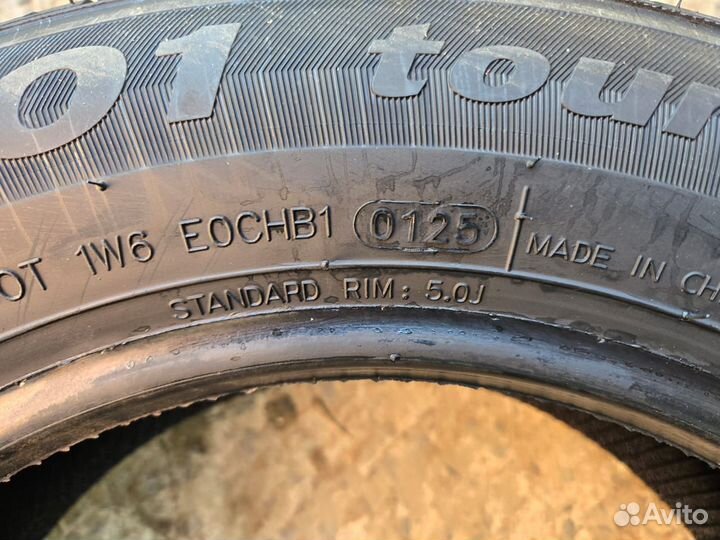 01 tour
OT 1W6 E0CHB1 0125 MADE IN CH
STANDARD RIM: 5.0J
Avito